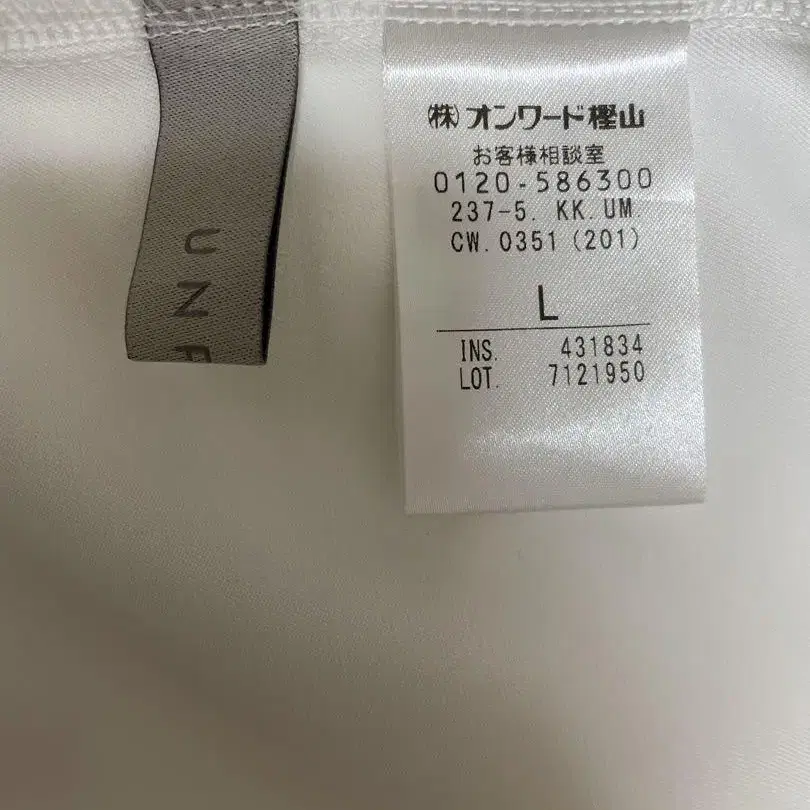 ㈱オンワード樫山
お客様相談室
0120-586300
237-5. KK. UM.
CW. 0351 (201)
L
INS. 431834
LOT. 7121950
UNF